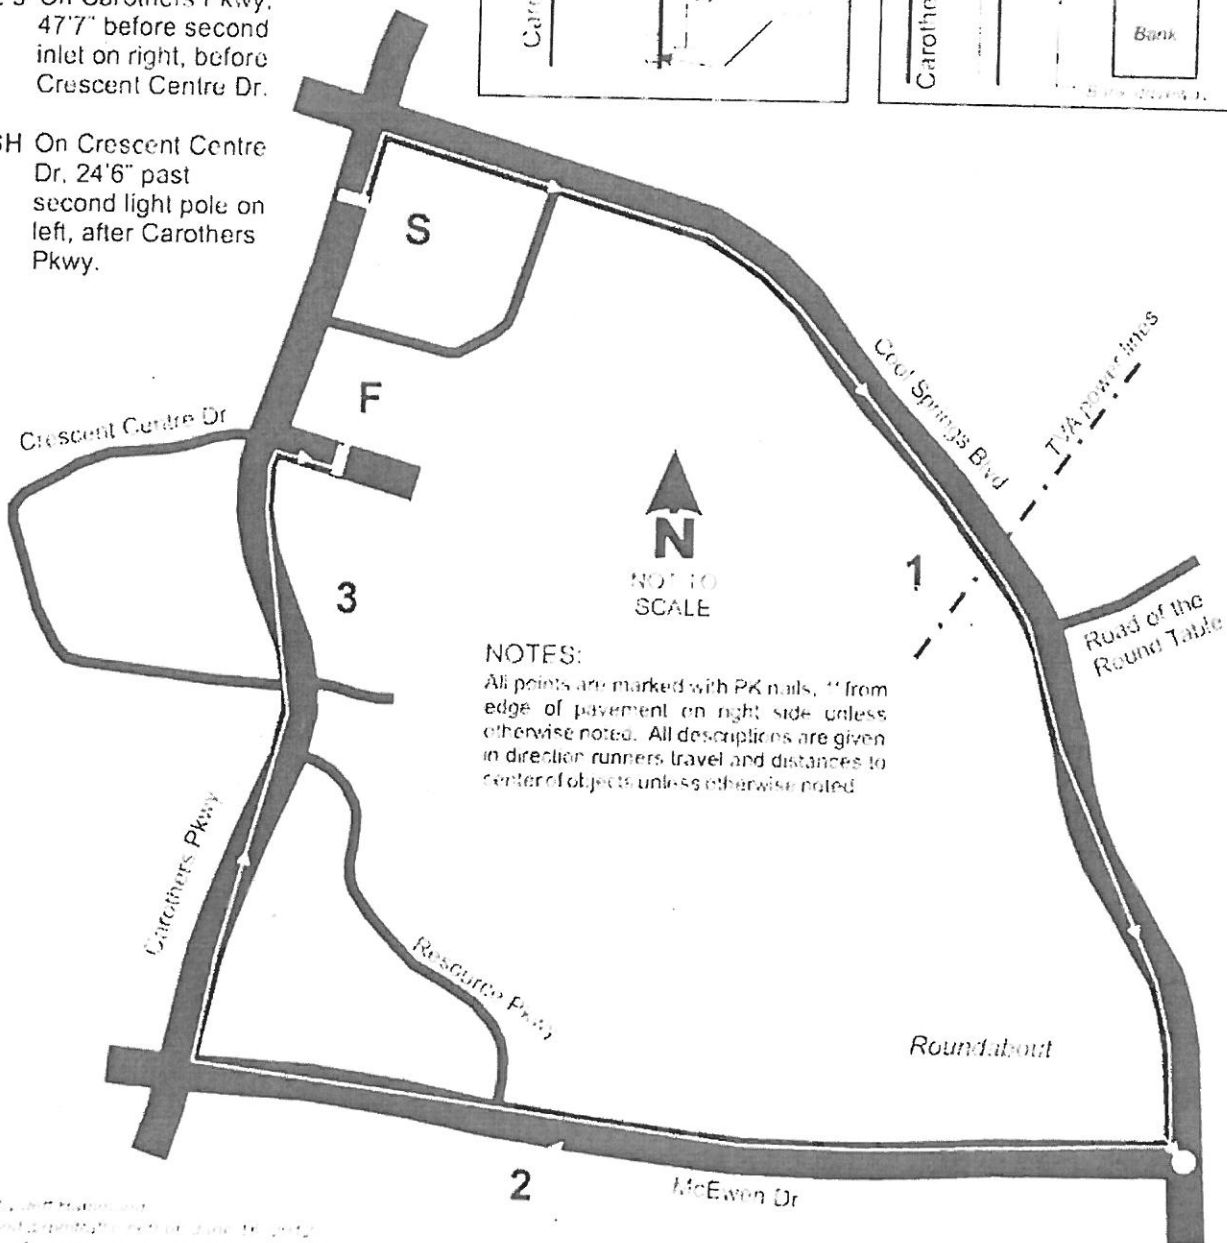 On Carothers Pkwy,
47'7" before second
inlet on right, before
Crescent Centre Dr.
On Crescent Centre
Dr, 24'6" past
second light pole on
left, after Carothers
Pkwy.
Bank
S
F
Crescent Centre Dr
Cool Springs Blvd
TVA power lines
N
NOT TO
SCALE
1
3
Road of the
Round Table
NOTES:
All points are marked with PK nails, from
edge of pavement on right side unless
otherwise noted. All descriptions are given
in direction runners travel and distances to
center of objects unless otherwise noted
Carothers Pkwy
Resource Pkwy
Roundabout
2
McEwen Dr